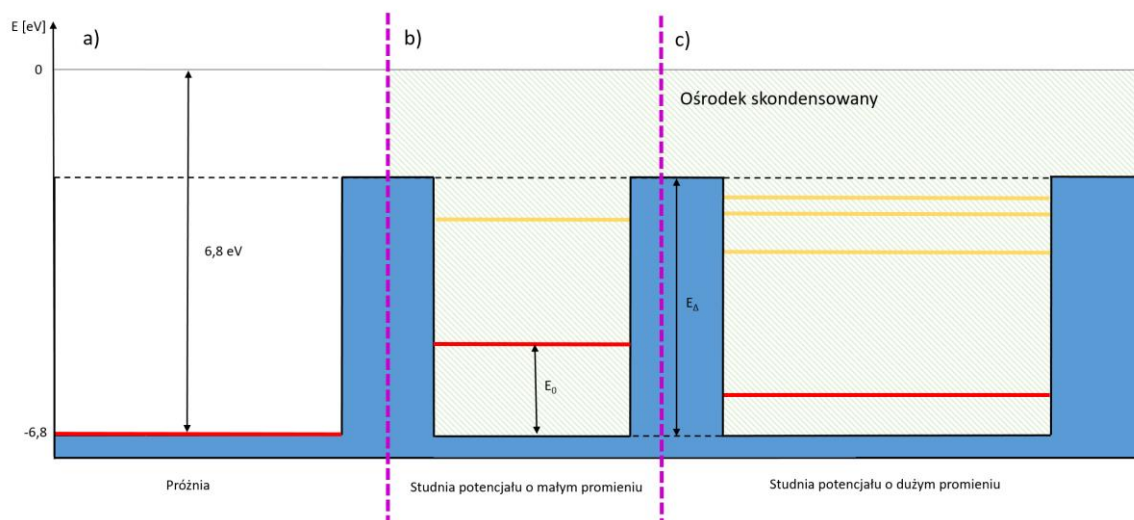 E [eV]
a)
b)
c)
0
Ośrodek skondensowany
6,8 eV
E₀
E_Δ
-6,8
Próżnia
Studnia potencjału o małym promieniu
Studnia potencjału o dużym promieniu